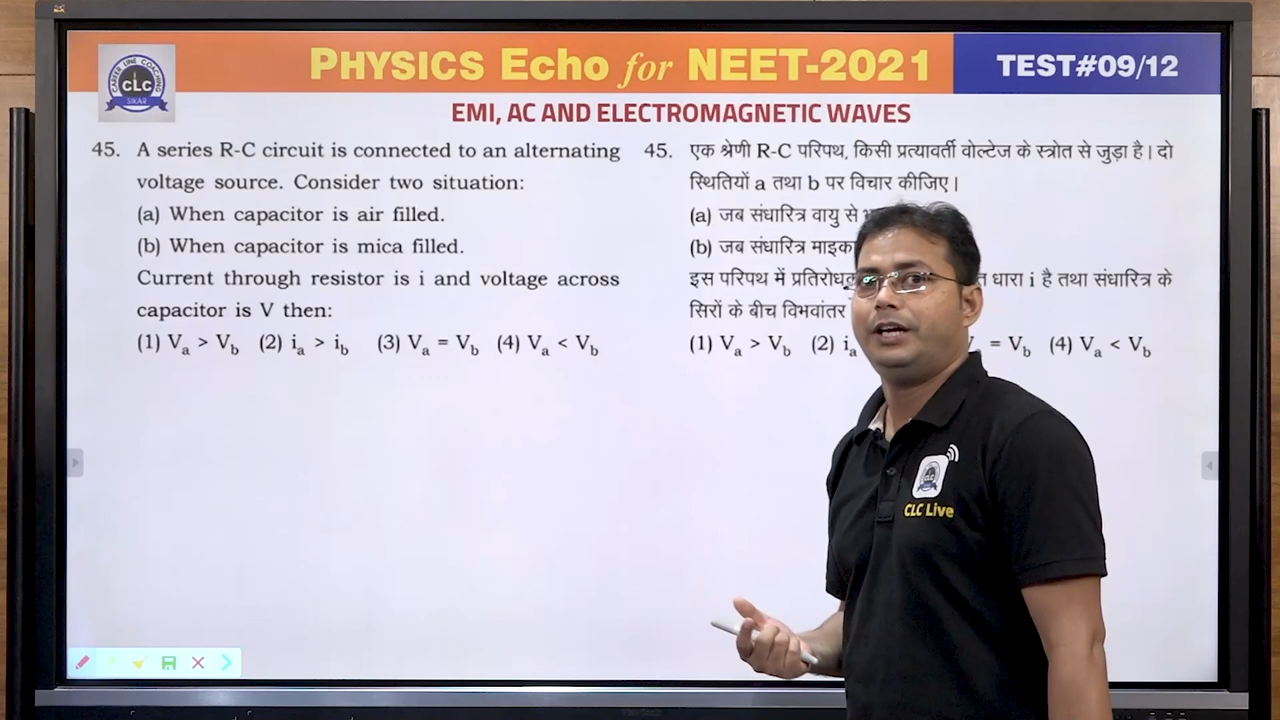 PHYSICS Echo for NEET-2021
TEST#09/12
CAREER LINE COACHING
CLC
SIKAR
EMI, AC AND ELECTROMAGNETIC WAVES
45. A series R-C circuit is connected to an alternating
voltage source. Consider two situation:
(a) When capacitor is air filled.
(b) When capacitor is mica filled.
Current through resistor is i and voltage across
capacitor is V then:
(1) Va > Vb (2) ia > ib (3) Va = Vb (4) Va < Vb
45. एक श्रेणी R-C परिपथ, किसी प्रत्यावर्ती वोल्टेज के स्त्रोत से जुड़ा है। दो
स्थितियों a तथा b पर विचार कीजिए।
(a) जब संधारित्र वायु से
(b) जब संधारित्र
इस परिपथ में धारा i है तथा संधारित्र के
सिरों के बीच विभवांतर
(1) Va > Vb (2) ia = Vb (4) Va < Vb
CLC
CLC Live